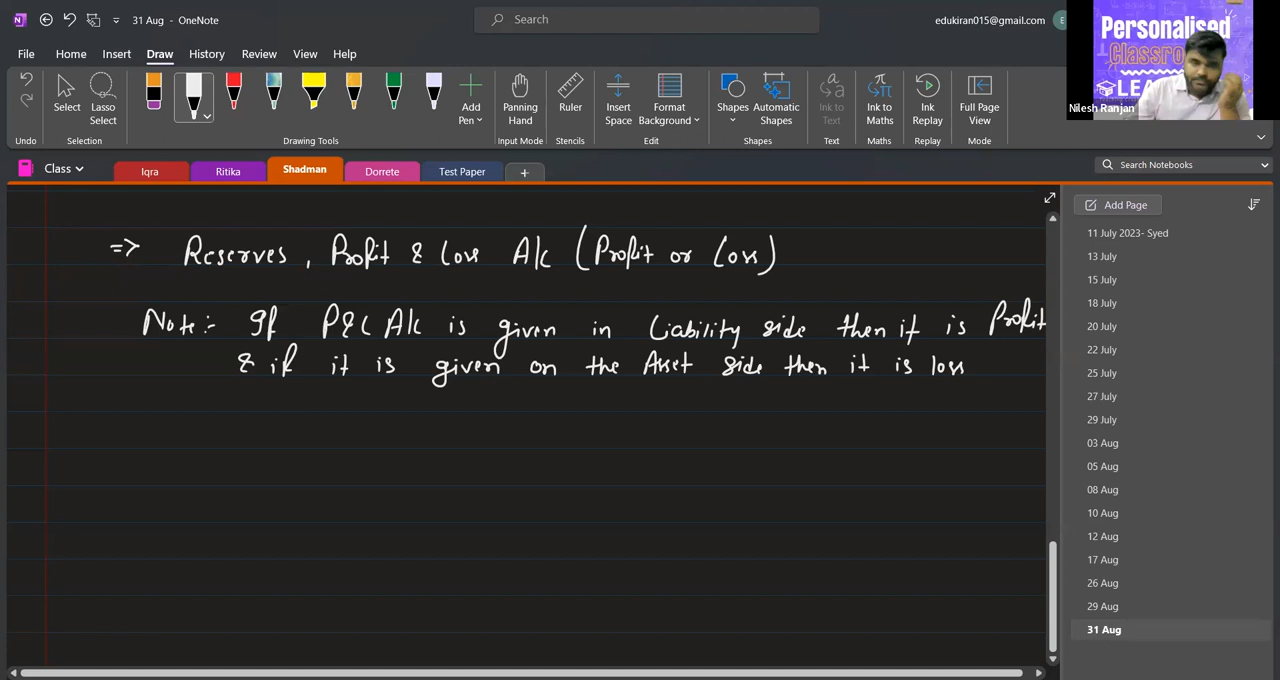 31 Aug - OneNote
Search
edukiran015@gmail.com
E
Personalised
Classroom
LEA
Nilesh Ranjan
File Home Insert Draw History Review View Help
Undo
Select
Lasso Select
Selection
Drawing Tools
Add Pen
Panning Hand
Input Mode
Ruler
Stencils
Insert Space
Format Background
Edit
Shapes
Automatic Shapes
Shapes
Ink to Text
Text
Ink to Maths
Maths
Ink Replay
Replay
Full Page View
Mode
Class
Iqra
Ritika
Shadman
Dorrete
Test Paper
+
Search Notebooks
=> Reserves, Profit & Loss A/c (Profit or Loss)
Note:- If P&L A/c is given in Liability side then it is Profit
& if it is given on the Asset side then it is loss
Add Page
11 July 2023- Syed
13 July
15 July
18 July
20 July
22 July
25 July
27 July
29 July
03 Aug
05 Aug
08 Aug
10 Aug
12 Aug
17 Aug
26 Aug
29 Aug
31 Aug